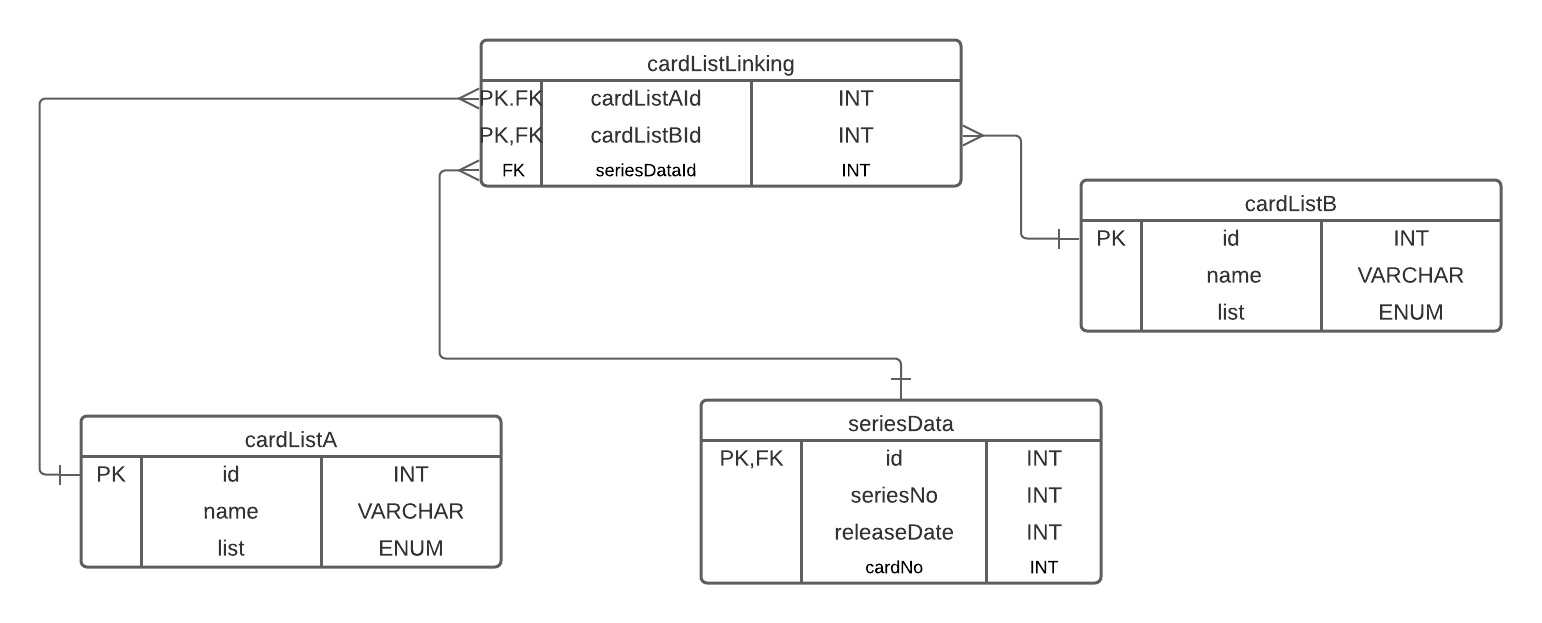 cardListLinking
PK.FK cardListAId INT
PK,FK cardListBId INT
FK seriesDataId INT
cardListB
PK id INT
name VARCHAR
list ENUM
cardListA
PK id INT
name VARCHAR
list ENUM
seriesData
PK,FK id INT
seriesNo INT
releaseDate INT
cardNo INT